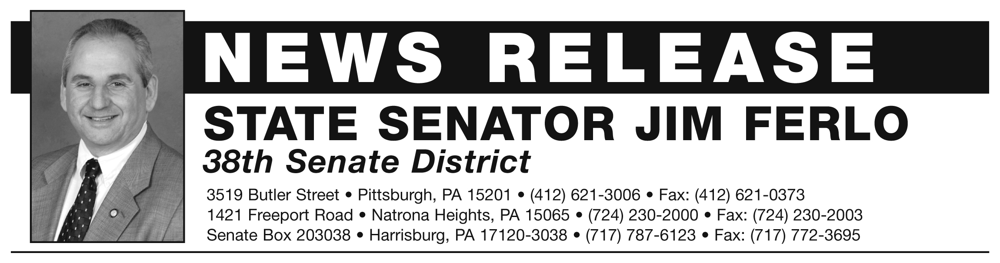 NEWS RELEASE
STATE SENATOR JIM FERLO
38th Senate District
3519 Butler Street • Pittsburgh, PA 15201 • (412) 621-3006 • Fax: (412) 621-0373
1421 Freeport Road • Natrona Heights, PA 15065 • (724) 230-2000 • Fax: (724) 230-2003
Senate Box 203038 • Harrisburg, PA 17120-3038 • (717) 787-6123 • Fax: (717) 772-3695